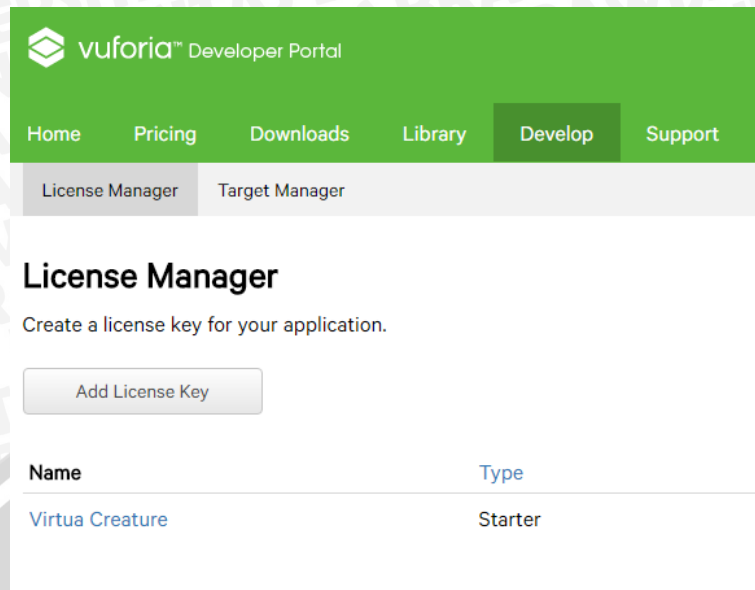 vuforia™ Developer Portal
Home Pricing Downloads Library Develop Support
License Manager Target Manager
License Manager
Create a license key for your application.
Add License Key
Name Type
Virtua Creature Starter